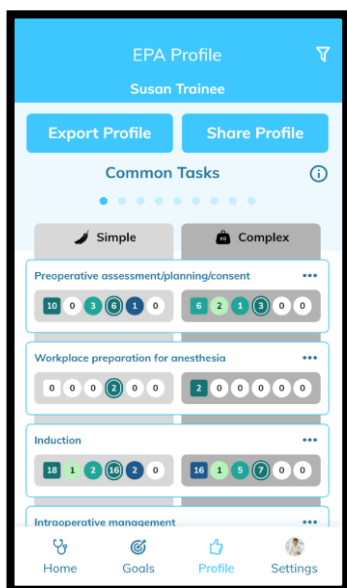 EPA Profile
Susan Trainee
Export Profile Share Profile
Common Tasks
Simple Complex
Preoperative assessment/planning/consent
10 0 3 6 1 0 6 2 1 3 0 0
Workplace preparation for anesthesia
0 0 0 2 0 0 2 0 0 0 0 0
Induction
18 1 2 16 2 0 16 1 5 7 0 0
Intraoperative management
Home Goals Profile Settings